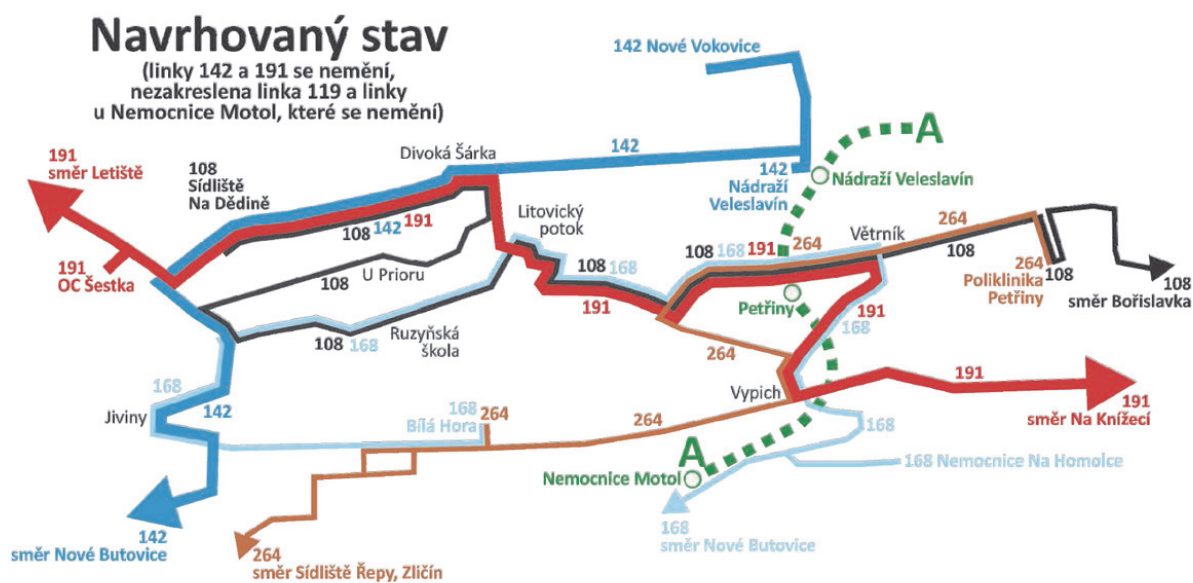 Navrhovaný stav
(linky 142 a 191 se nemění,
nezakreslena linka 119 a linky
u Nemocnice Motol, které se nemění)
142 Nové Vokovice
A
191
směr Letiště
108
Sídliště
Na Dědině
Divoká Šárka
142
142
Nádraží
Veleslavín
Nádraží Veleslavín
Litovický
potok
108 142 191
264
Větrník
108 168 191 264
108
191
OC Šestka
U Prioru
108
108 168
264
Poliklinika
Petřiny
108
108
směr Bořislavka
Petřiny
191
191
168
Ruzyňská
škola
108 168
264
168
142
Jiviny
168
Bílá Hora
264
264
Vypich
191
191
směr Na Knížecí
168
A
168 Nemocnice Na Homolce
Nemocnice Motol
142
směr Nové Butovice
168
směr Nové Butovice
264
směr Sídliště Řepy, Zličín